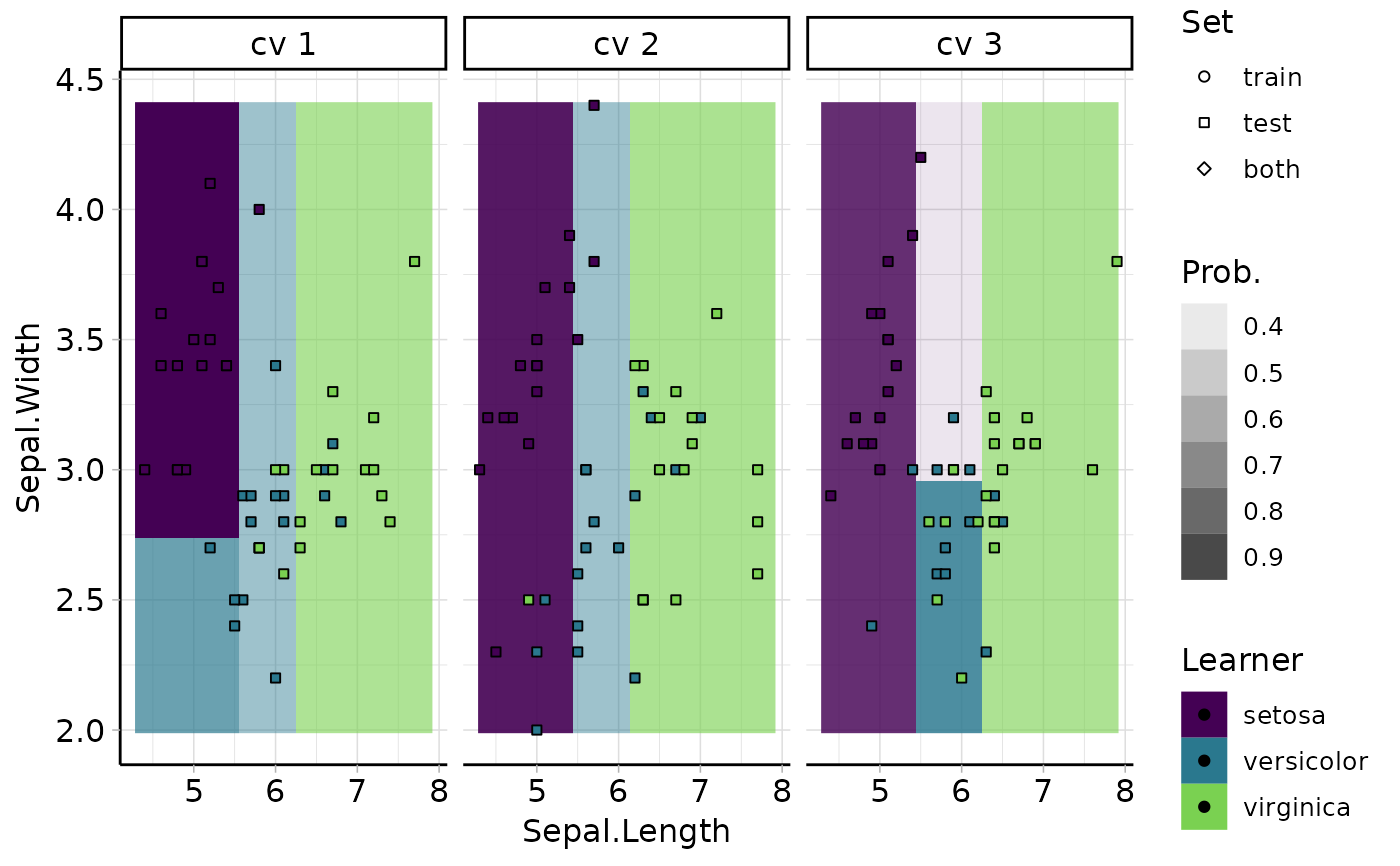 cv 1
cv 2
cv 3
4.5
4.0
3.5
3.0
2.5
2.0
Sepal.Width
5 6 7 8
5 6 7 8
5 6 7 8
Sepal.Length
Set
train
test
both
Prob.
0.4
0.5
0.6
0.7
0.8
0.9
Learner
setosa
versicolor
virginica